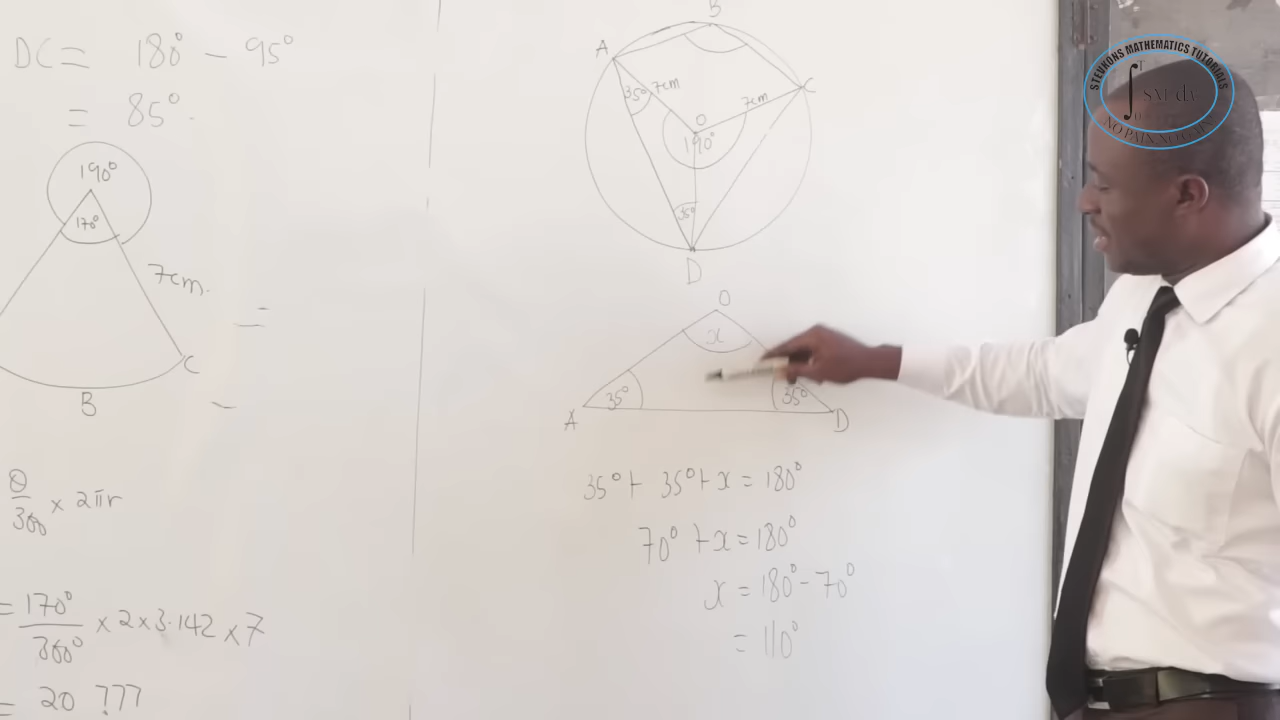 DC = 180° - 95°
= 85°
190°
170°
7cm.
C
B
θ/360 × 2πr
= 170°/360° × 2 × 3.142 × 7
= 20.777
=
B
A
C
35°
7cm
7cm
O
190°
35°
D
O
x
35°
35°
A
D
35° + 35° + x = 180°
70° + x = 180°
x = 180° - 70°
= 110°
STEUKONS MATHEMATICS TUTORIALS
NO PAIN NO GAIN